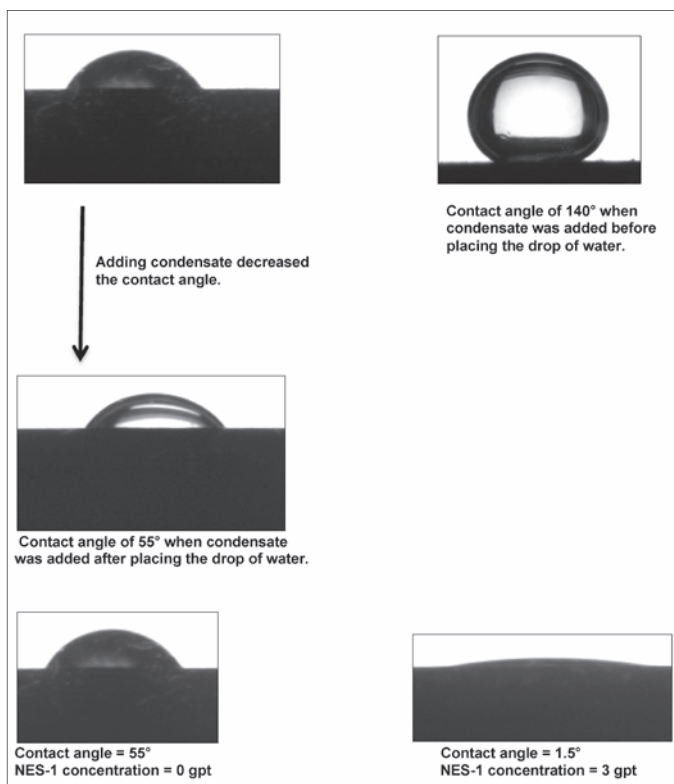 Contact angle of 140° when
condensate was added before
placing the drop of water.
Adding condensate decreased
the contact angle.
Contact angle of 55° when condensate
was added after placing the drop of water.
Contact angle = 55°
NES-1 concentration = 0 gpt
Contact angle = 1.5°
NES-1 concentration = 3 gpt